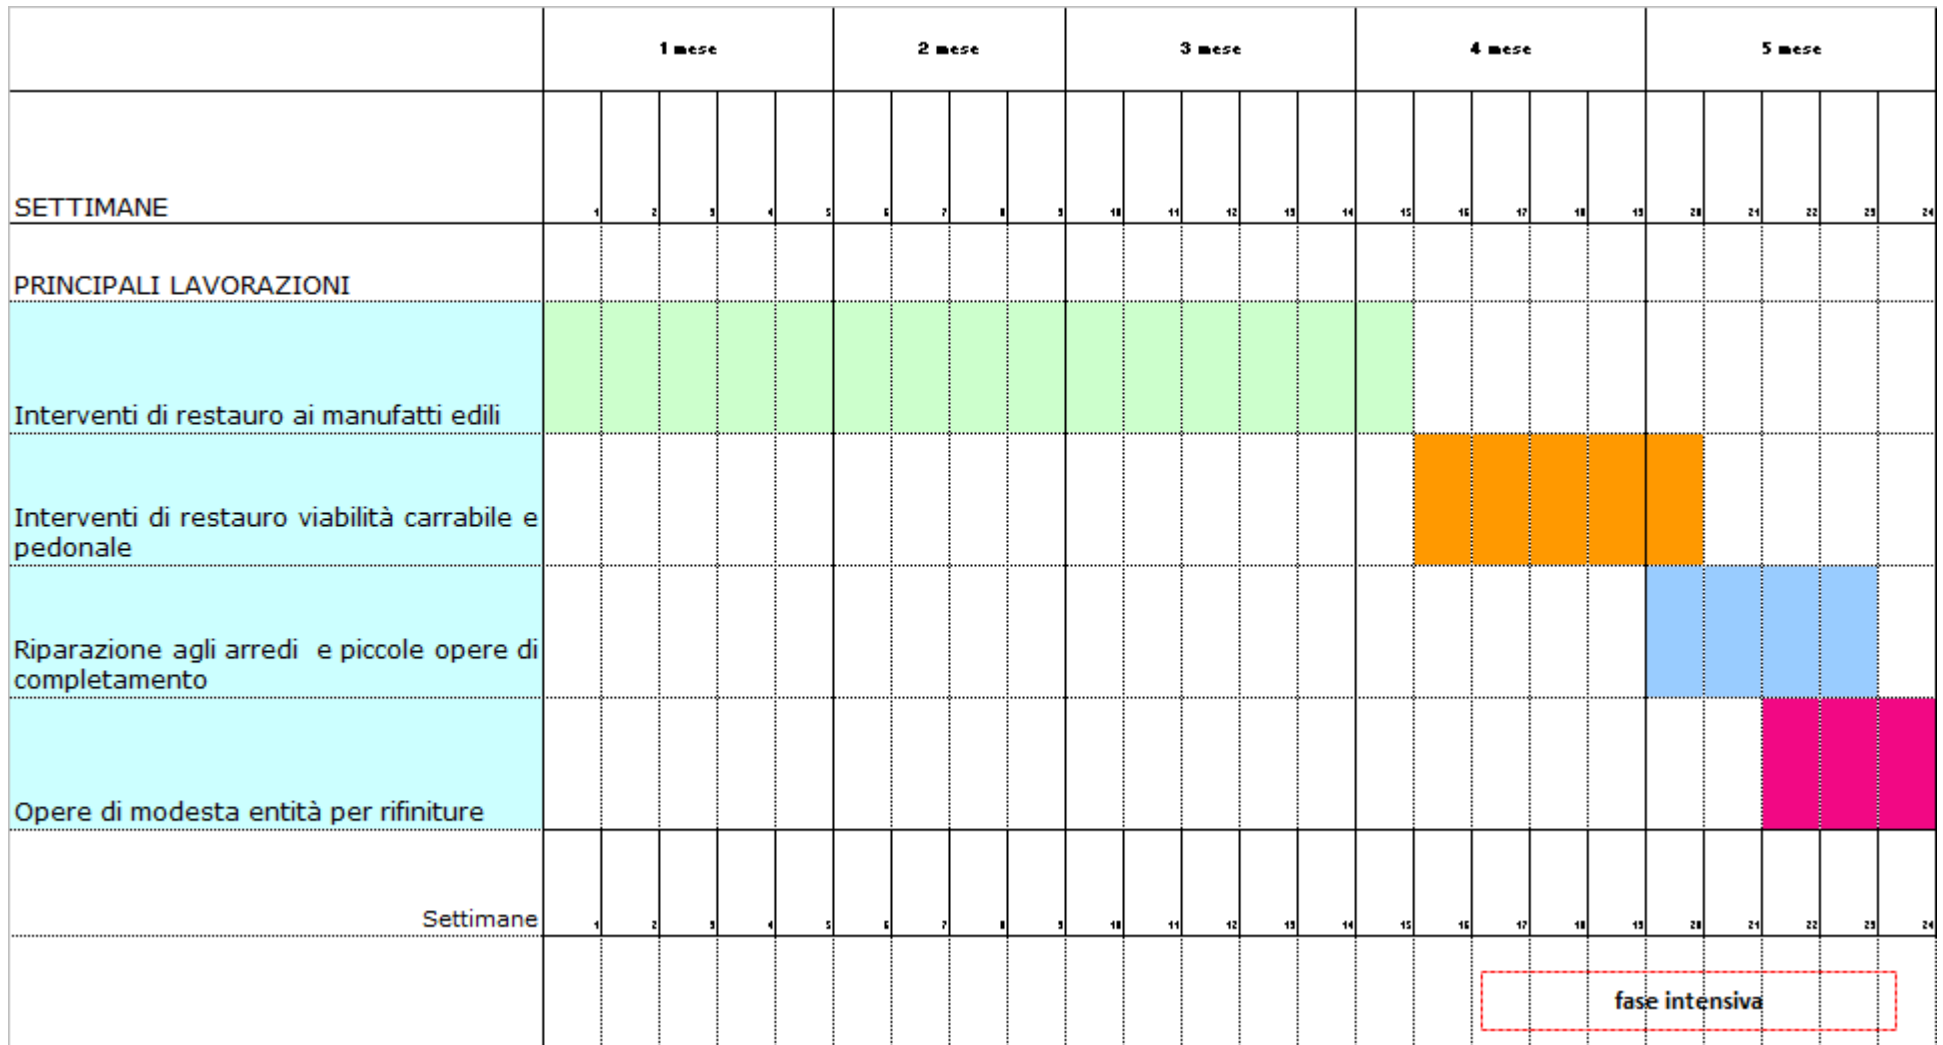 1 mese 2 mese 3 mese 4 mese 5 mese
SETTIMANE 1 2 3 4 5 6 7 8 9 10 11 12 13 14 15 16 17 18 19 20 21 22 23 24
PRINCIPALI LAVORAZIONI
Interventi di restauro ai manufatti edili
Interventi di restauro viabilità carrabile e
pedonale
Riparazione agli arredi e piccole opere di
completamento
Opere di modesta entità per rifiniture
Settimane 1 2 3 4 5 6 7 8 9 10 11 12 13 14 15 16 17 18 19 20 21 22 23 24
fase intensiva